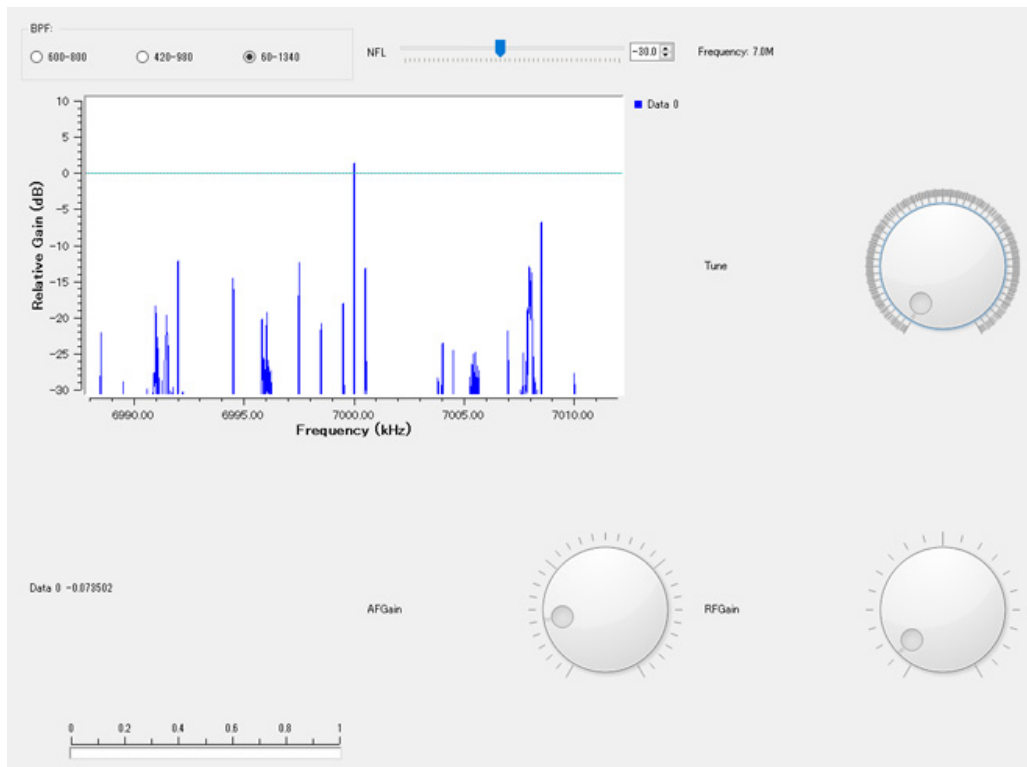 BPF:
600-800 420-980 60-1340
NFL -30.0 Frequency: 7.0M
Data 0
10
5
0
-5
-10
-15
-20
-25
-30
Relative Gain (dB)
6990.00 6995.00 7000.00 7005.00 7010.00
Frequency (kHz)
Tune
Data 0 -0.073502
AFGain
RFGain
0 0.2 0.4 0.6 0.8 1